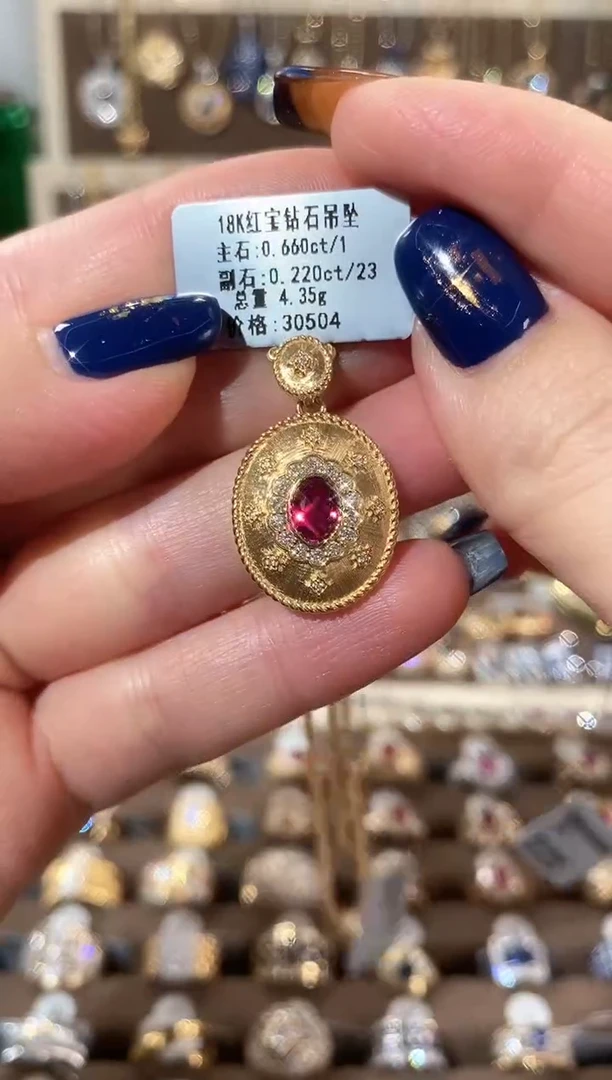 18K红宝钻石吊坠
主石:0.660ct/1
副石:0.220ct/23
总量 4.35g
价格:30504